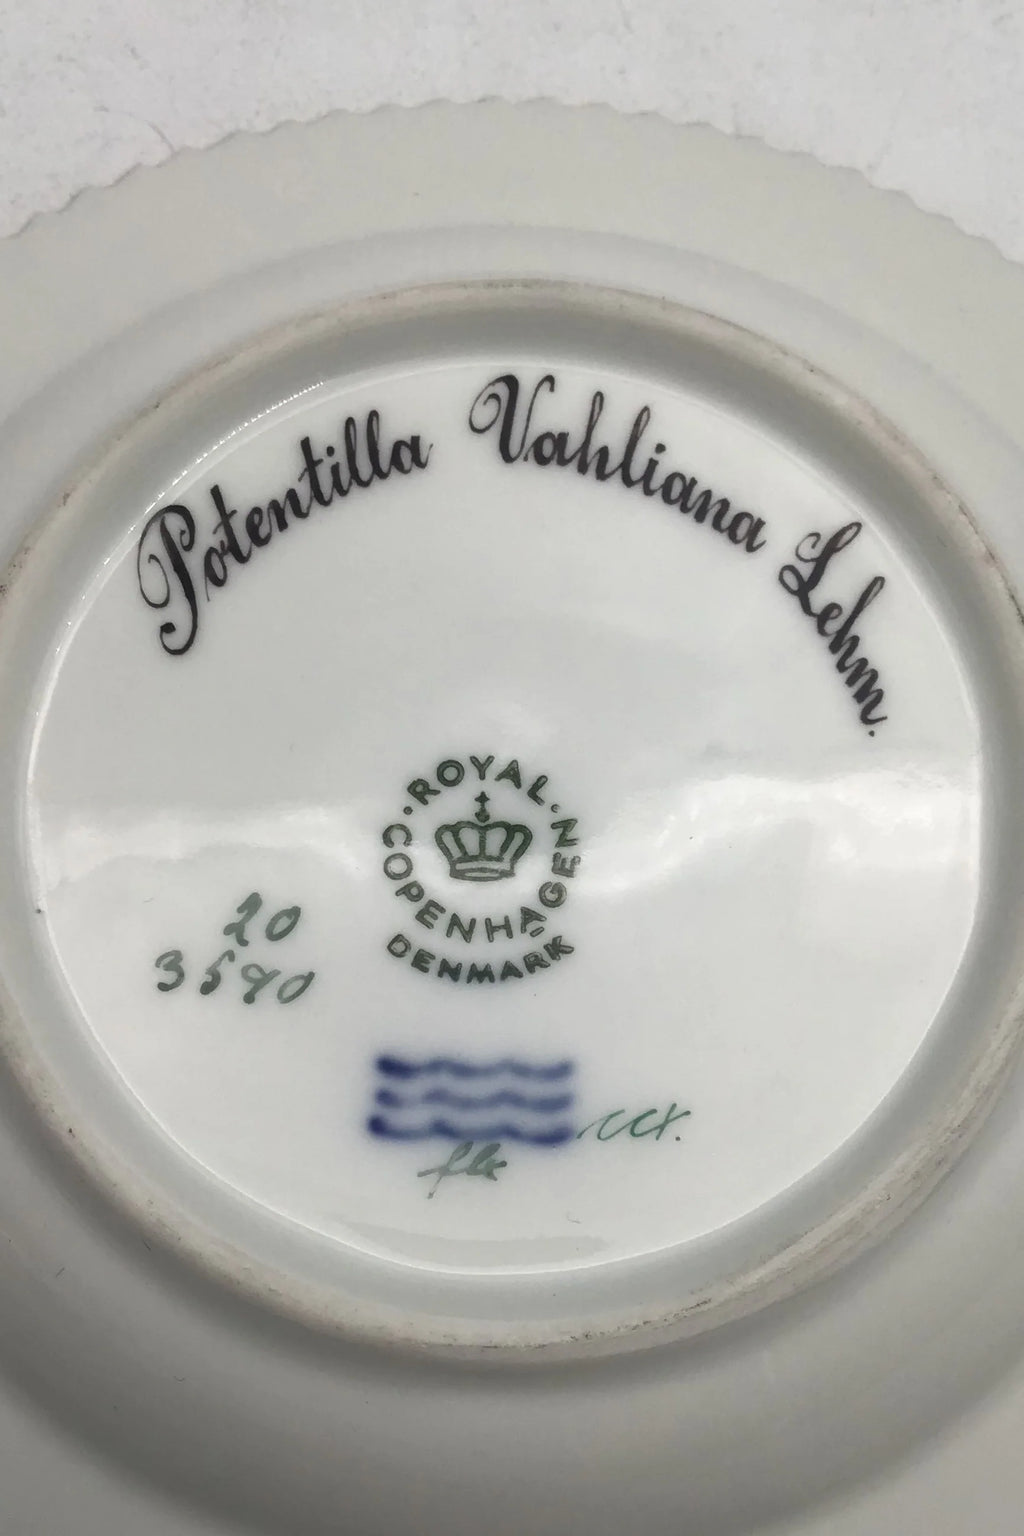 Potentilla Vahliana Lehm.
ROYAL
COPENHAGEN
DENMARK
20
3590